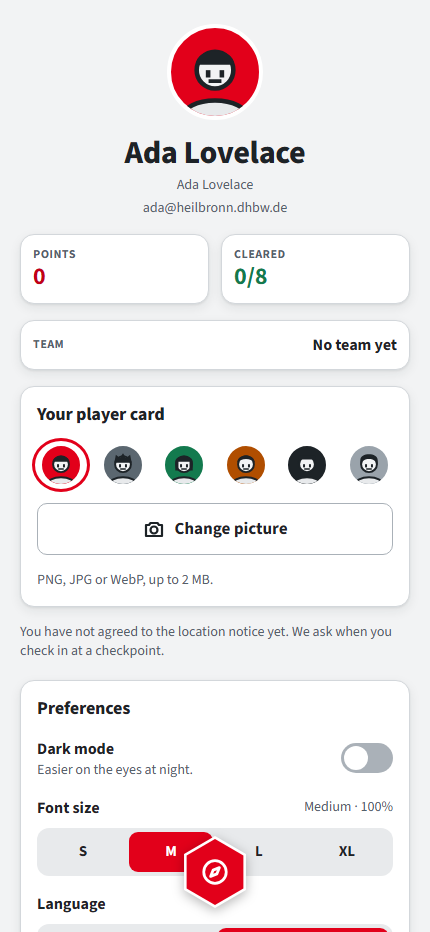 Ada Lovelace
Ada Lovelace
ada@heilbronn.dhbw.de
POINTS
0
CLEARED
0/8
TEAM
No team yet
Your player card
Change picture
PNG, JPG or WebP, up to 2 MB.
You have not agreed to the location notice yet. We ask when you
check in at a checkpoint.
Preferences
Dark mode
Easier on the eyes at night.
Font size
Medium · 100%
S
M
L
XL
Language